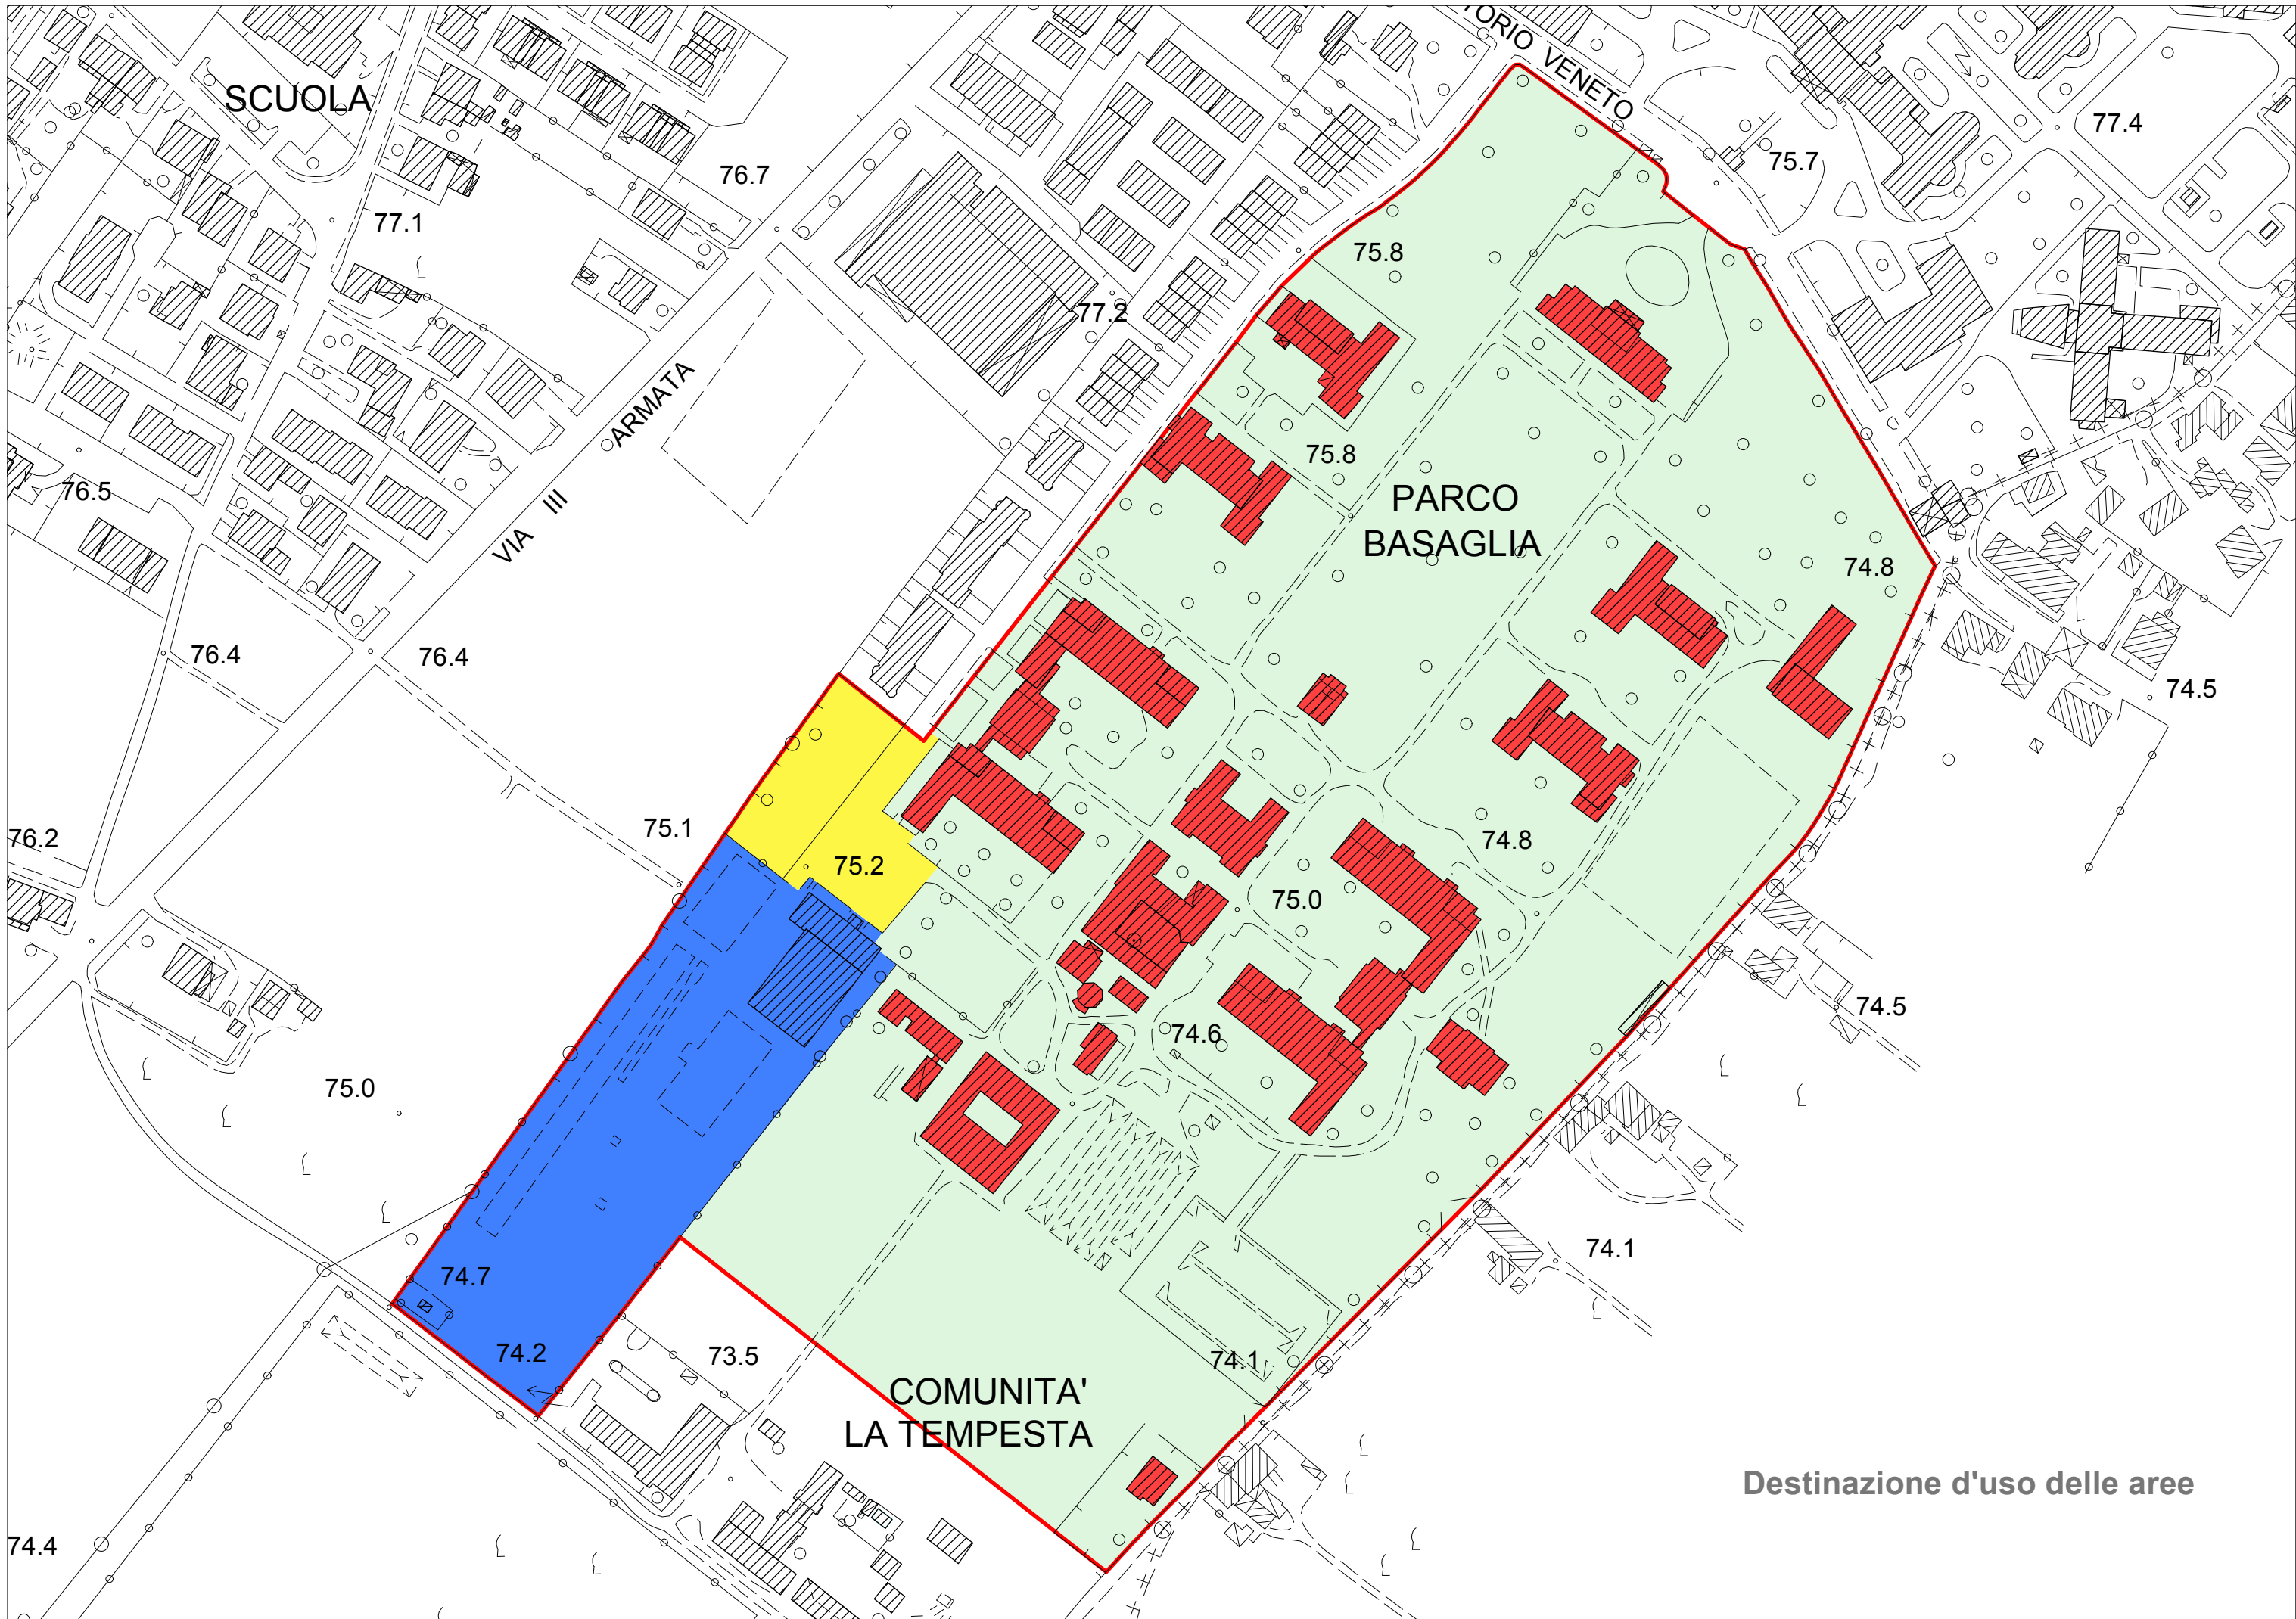 TORIO VENETO
SCUOLA
77.4
75.7
76.7
77.1
75.8
77.2
ARMATA
75.8
76.5
PARCO
BASAGLIA
III
VIA
74.8
76.4
76.4
74.5
75.1
76.2
74.8
75.2
75.0
74.5
74.6
75.0
74.1
74.7
74.2
73.5
74.1
COMUNITA'
LA TEMPESTA
Destinazione d'uso delle aree
74.4